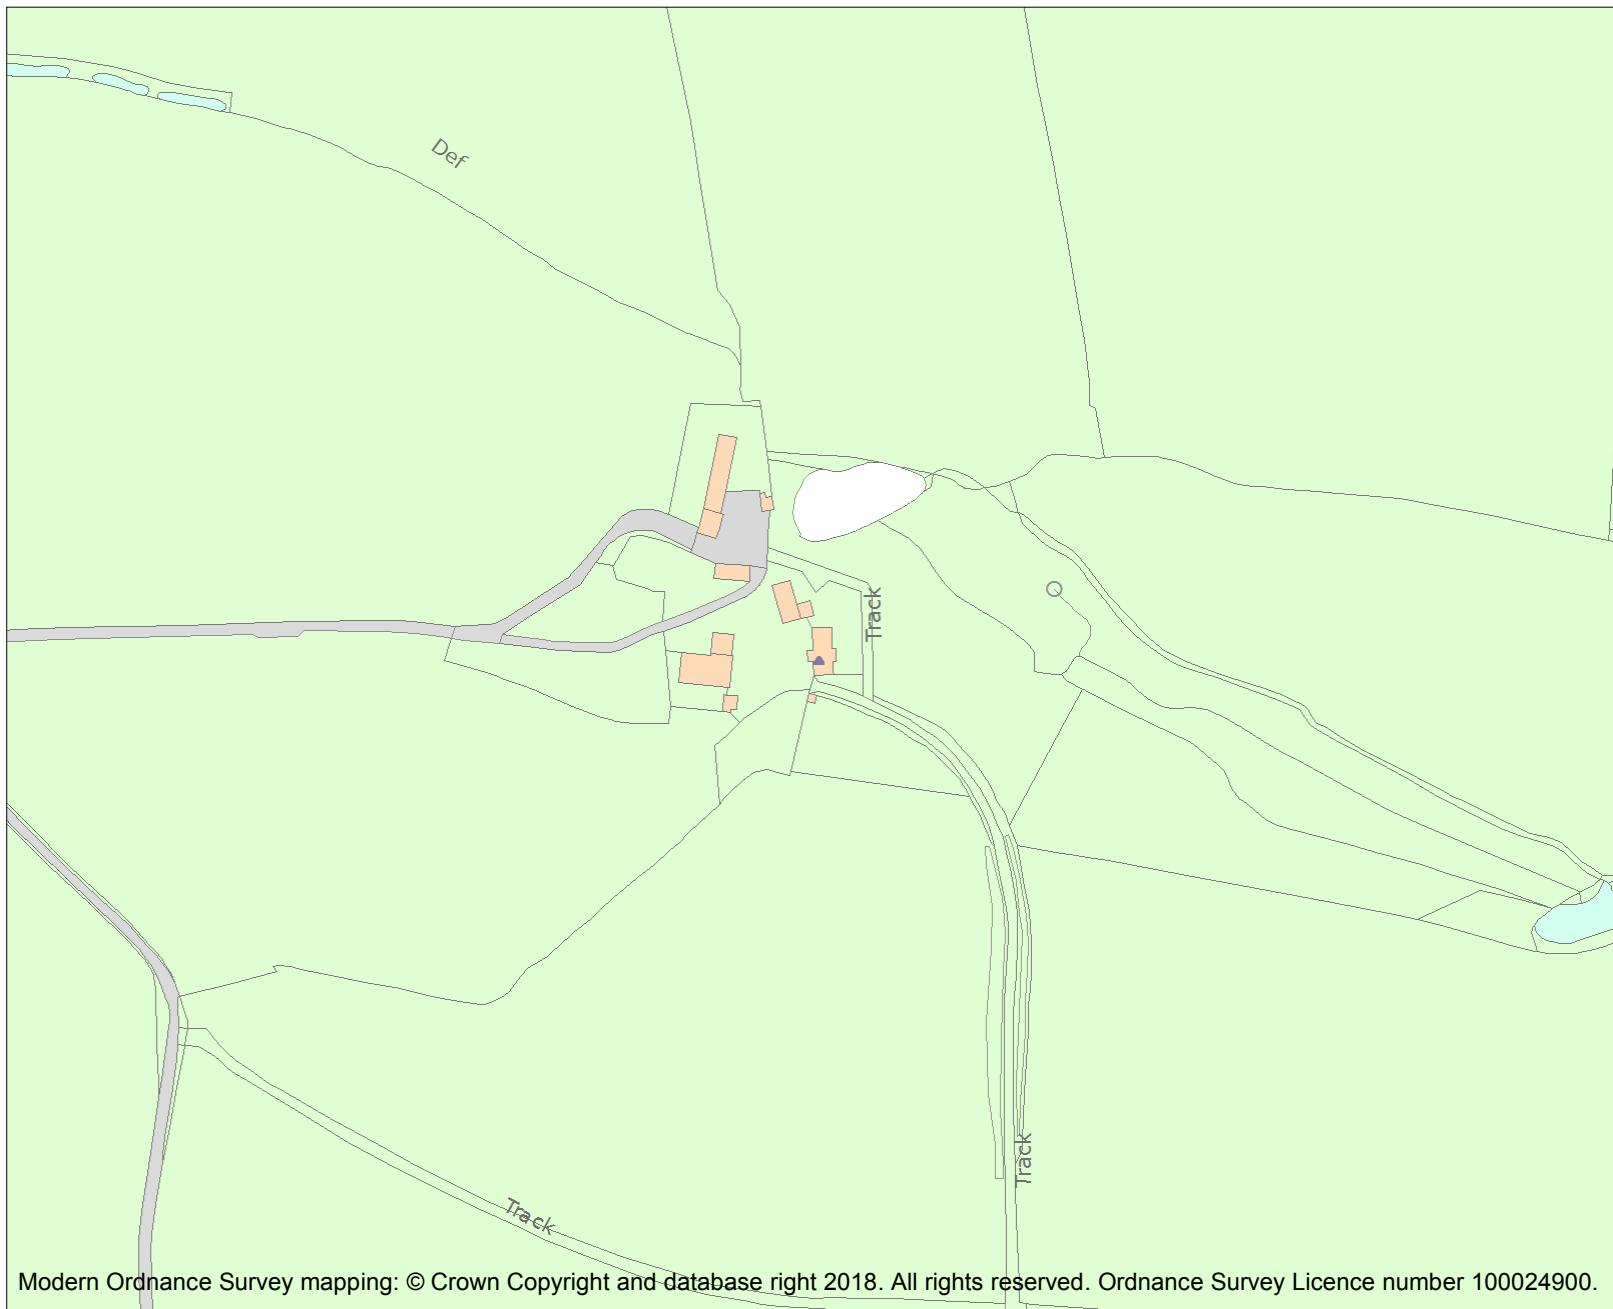 Def
Track
Track
Track
Modern Ordnance Survey mapping: © Crown Copyright and database right 2018. All rights reserved. Ordnance Survey Licence number 100024900.